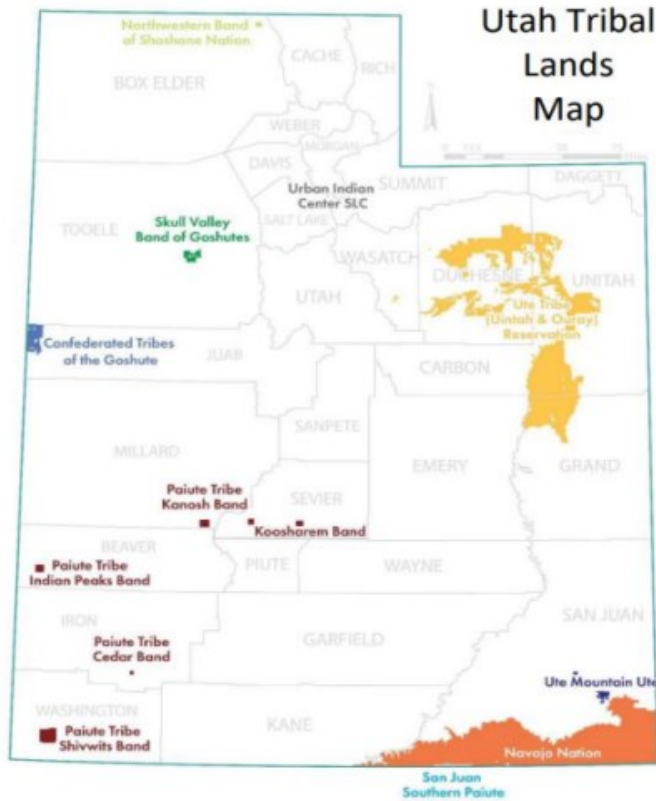 Utah Tribal
Lands
Map
Northwestern Band
of Shoshane Nation
CACHE
RICH
BOX ELDER
WEBER
MORGAN
DAVIS
SUMMIT
DAGGETT
Urban Indian
Center SLC
SALT LAKE
TOOELE
Skull Valley
Band of Goshutes
WASATCH
DUCHESNE
UNITAH
UTAH
Ute Tribe
(Uintah & Ouray)
Reservation
Confederated Tribes
of the Goshute
JUAB
CARBON
SANPETE
MILLARD
EMERY
GRAND
Paiute Tribe
Kanosh Band
SEVIER
Koosharem Band
BEAVER
Paiute Tribe
Indian Peaks Band
PIUTE
WAYNE
SAN JUAN
IRON
Paiute Tribe
Cedar Band
GARFIELD
Ute Mountain Ute
WASHINGTON
Paiute Tribe
Shivwits Band
KANE
Navajo Nation
San Juan
Southern Paiute